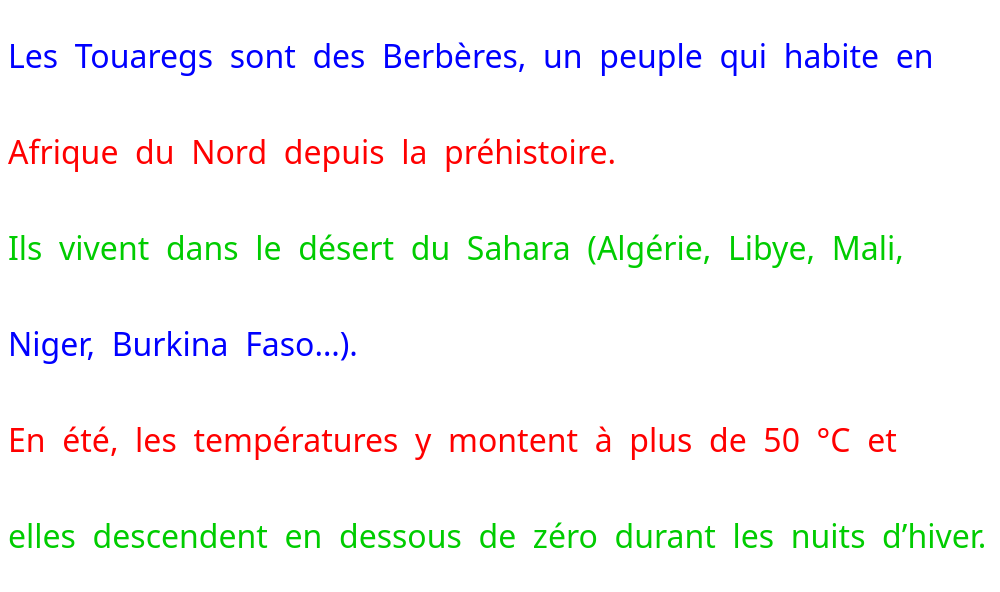 Les Touaregs sont des Berbères, un peuple qui habite en
Afrique du Nord depuis la préhistoire.
Ils vivent dans le désert du Sahara (Algérie, Libye, Mali,
Niger, Burkina Faso...).
En été, les températures y montent à plus de 50 °C et
elles descendent en dessous de zéro durant les nuits d’hiver.